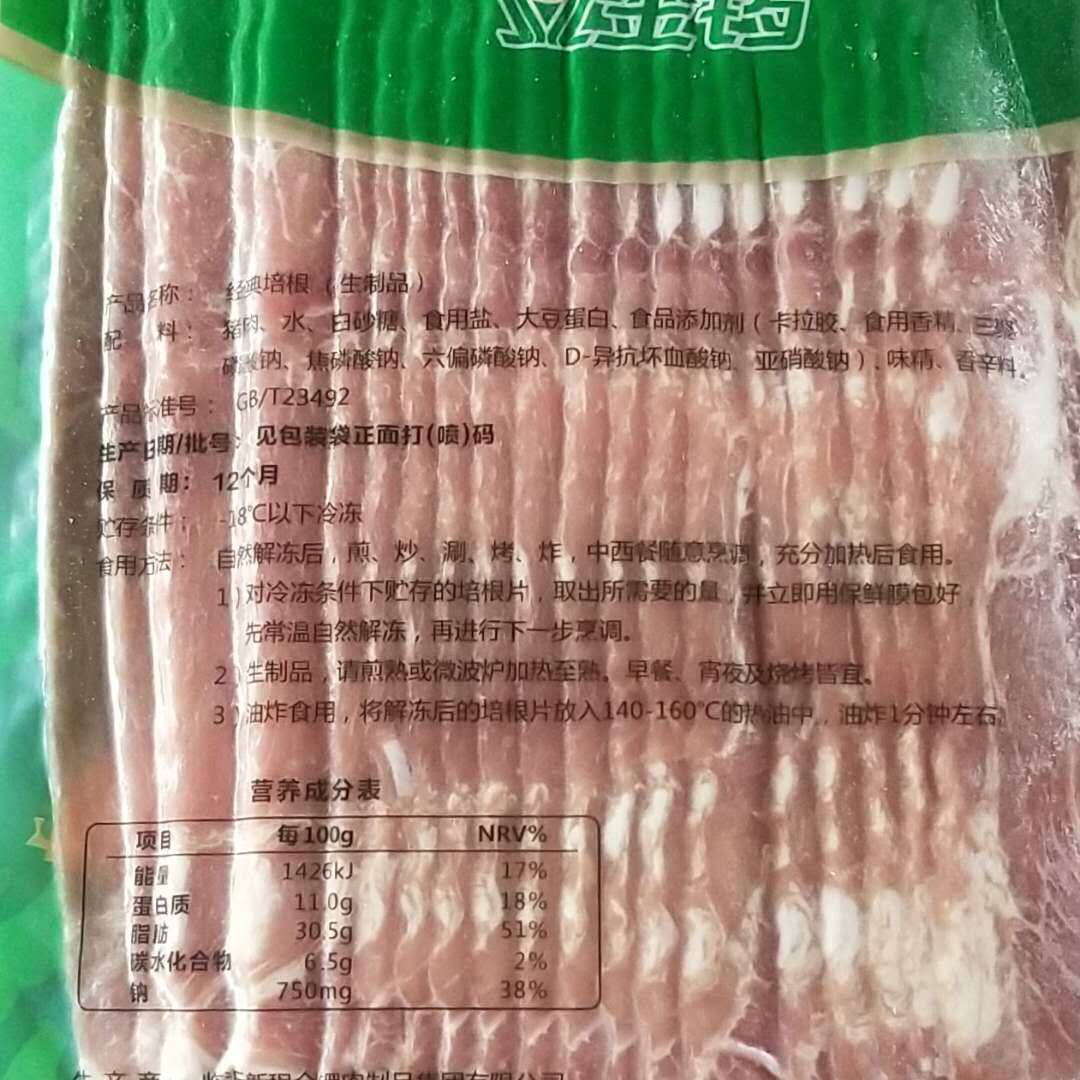 产品名称：经典培根（生制品）
配 料：猪肉、水、白砂糖、食用盐、大豆蛋白、食品添加剂（卡拉胶、食用香精、三聚
磷酸钠、焦磷酸钠、六偏磷酸钠、D-异抗坏血酸钠、亚硝酸钠）、味精、香辛料。
产品标准号：GB/T23492
生产日期/批号：见包装袋正面打(喷)码
保 质 期：12个月
贮存条件：-18℃以下冷冻
食用方法：自然解冻后，煎、炒、涮、烤、炸，中西餐随意烹调，充分加热后食用。
1)对冷冻条件下贮存的培根片，取出所需要的量，并立即用保鲜膜包好，
先常温自然解冻，再进行下一步烹调。
2)生制品，请煎熟或微波炉加热至熟。早餐、宵夜及烧烤皆宜。
3)油炸食用，将解冻后的培根片放入140-160℃的热油中，油炸1分钟左右。
营养成分表
项目 每100g NRV%
能量 1426kJ 17%
蛋白质 11.0g 18%
脂肪 30.5g 51%
碳水化合物 6.5g 2%
钠 750mg 38%